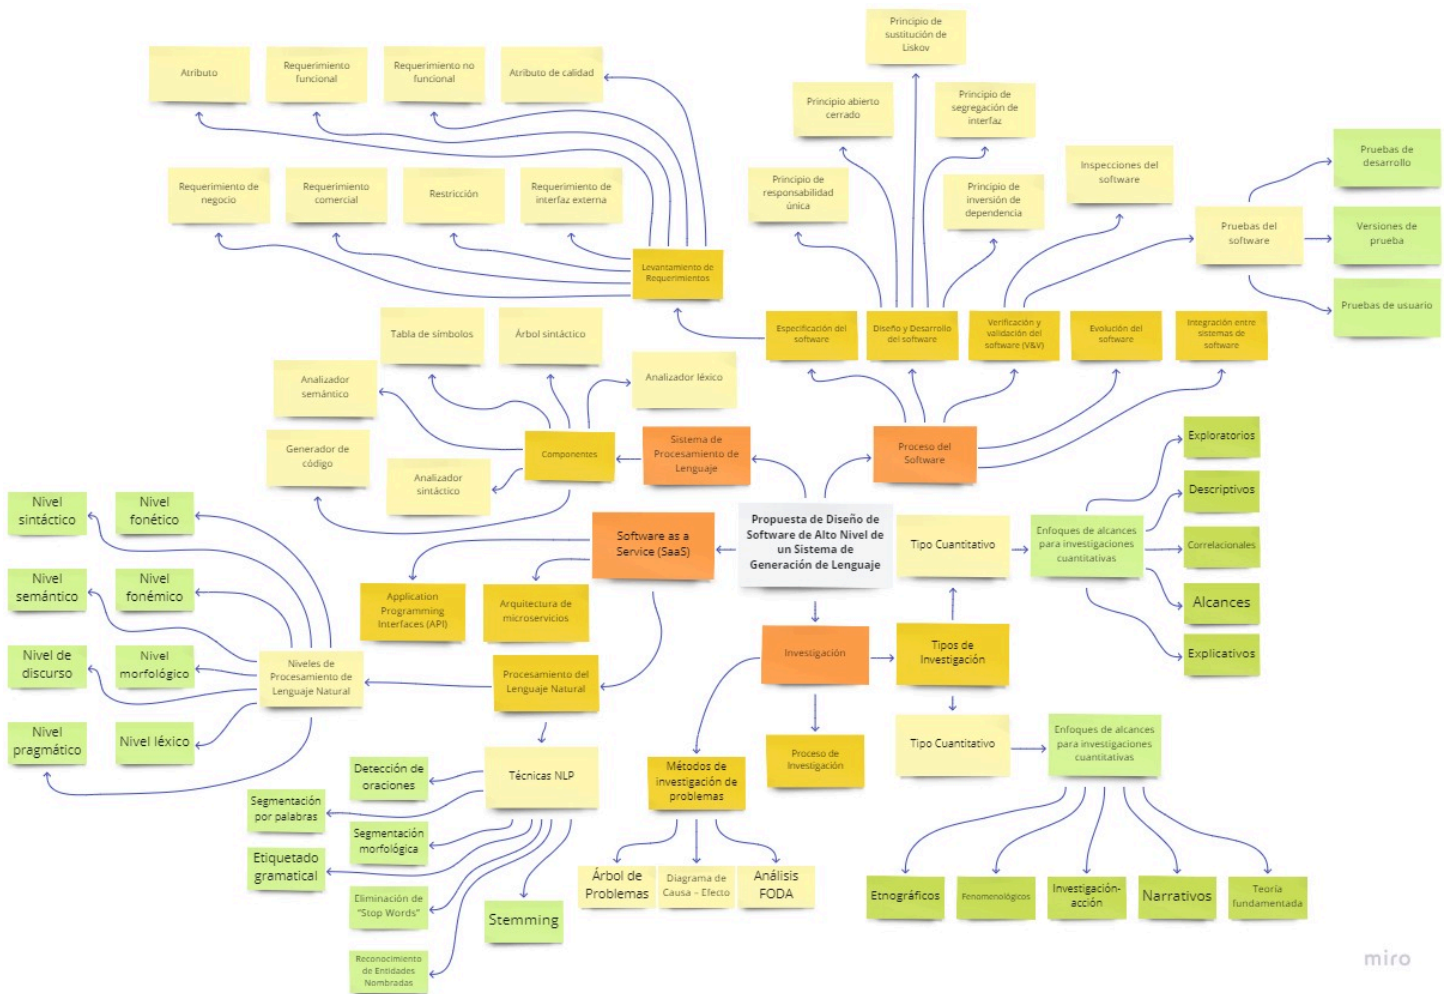 Principio de
sustitución de
Liskov
Atributo
Requerimiento
funcional
Requerimiento no
funcional
Atributo de calidad
Principio abierto
cerrado
Principio de
segregación de
interfaz
Requerimiento de
negocio
Requerimiento
comercial
Restricción
Requerimiento de
interfaz externa
Principio de
responsabilidad
única
Principio de
inversión de
dependencia
Inspecciones del
software
Pruebas de
desarrollo
Pruebas del
software
Versiones de
prueba
Pruebas de usuario
Levantamiento de
Requerimientos
Especificación del
software
Diseño y Desarrollo
del software
Verificación y
validación del
software (V&V)
Evolución del
software
Integración entre
sistemas de
software
Tabla de símbolos
Árbol sintáctico
Analizador
semántico
Analizador léxico
Generador de
código
Analizador
sintáctico
Componentes
Sistema de
Procesamiento de
Lenguaje
Proceso del
Software
Propuesta de Diseño de
Software de Alto Nivel de
un Sistema de
Generación de Lenguaje
Software as a
Service (SaaS)
Application
Programming
Interfaces (API)
Arquitectura de
microservicios
Procesamiento del
Lenguaje Natural
Niveles de
Procesamiento de
Lenguaje Natural
Nivel
sintáctico
Nivel
fonético
Nivel
semántico
Nivel
fonémico
Nivel de
discurso
Nivel
morfológico
Nivel
pragmático
Nivel léxico
Técnicas NLP
Detección de
oraciones
Segmentación
por palabras
Segmentación
morfológica
Etiquetado
gramatical
Eliminación de
"Stop Words"
Stemming
Reconocimiento
de Entidades
Nombradas
Investigación
Tipos de
Investigación
Proceso de
Investigación
Métodos de
investigación de
problemas
Árbol de
Problemas
Diagrama de
Causa – Efecto
Análisis
FODA
Tipo Cuantitativo
Enfoques de alcances
para investigaciones
cuantitativas
Exploratorios
Descriptivos
Correlacionales
Alcances
Explicativos
Tipo Cuantitativo
Enfoques de alcances
para investigaciones
cuantitativas
Etnográficos
Fenomenológicos
Investigación-
acción
Narrativos
Teoría
fundamentada
miro